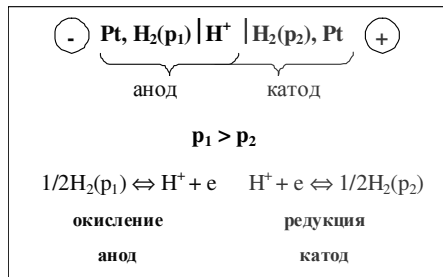 - Pt, H₂(p₁) | H⁺ | H₂(p₂), Pt +
анод катод
p₁ > p₂
1/2H₂(p₁) ⇔ H⁺ + e H⁺ + e ⇔ 1/2H₂(p₂)
окисление редукция
анод катод